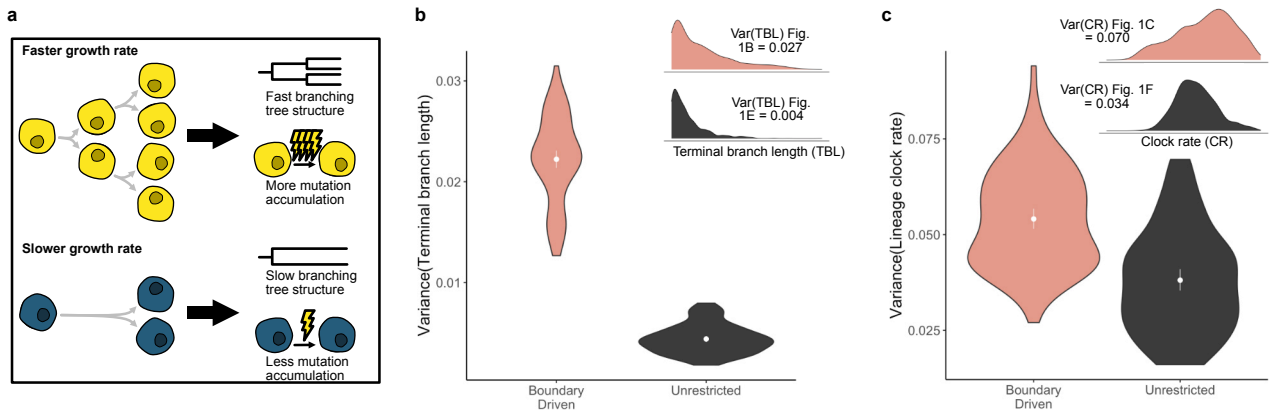 a
Faster growth rate
Fast branching
tree structure
More mutation
accumulation
Slower growth rate
Slow branching
tree structure
Less mutation
accumulation
b
Variance(Terminal branch length)
0.03
0.02
0.01
Var(TBL) Fig.
1B = 0.027
Var(TBL) Fig.
1E = 0.004
Terminal branch length (TBL)
Boundary
Driven
Unrestricted
c
Variance(Lineage clock rate)
0.075
0.050
0.025
Var(CR) Fig. 1C
= 0.070
Var(CR) Fig. 1F
= 0.034
Clock rate (CR)
Boundary
Driven
Unrestricted